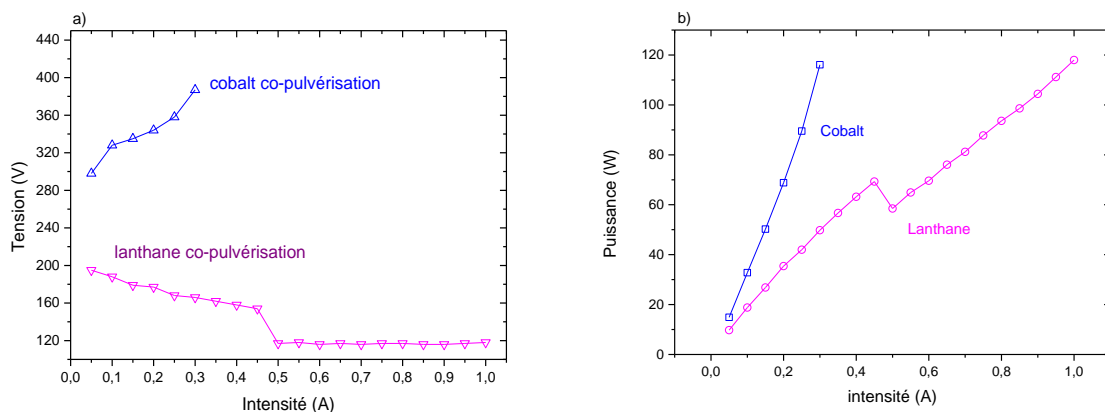 a)
440
400
360
320
280
240
200
160
120
Tension (V)
cobalt co-pulvérisation
lanthane co-pulvérisation
0,0 0,1 0,2 0,3 0,4 0,5 0,6 0,7 0,8 0,9 1,0
Intensité (A)
b)
120
100
80
60
40
20
0
Puissance (W)
Cobalt
Lanthane
0,0 0,2 0,4 0,6 0,8 1,0
intensité (A)